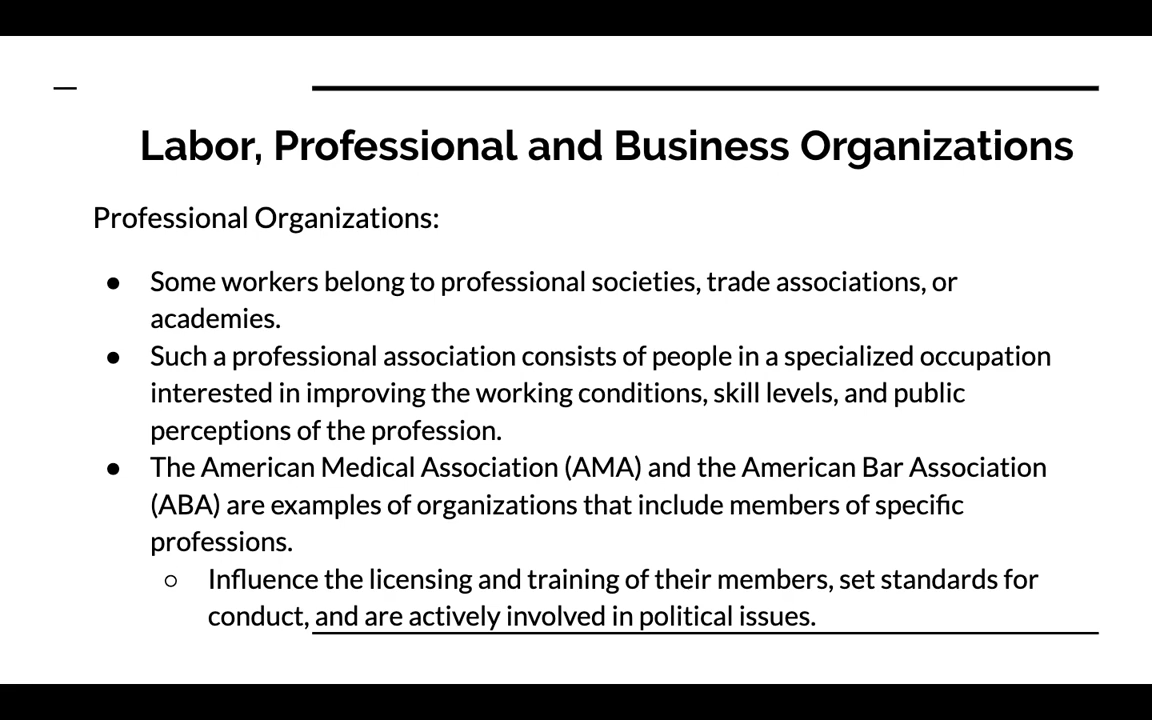 Labor, Professional and Business Organizations
Professional Organizations:
● Some workers belong to professional societies, trade associations, or
academies.
● Such a professional association consists of people in a specialized occupation
interested in improving the working conditions, skill levels, and public
perceptions of the profession.
● The American Medical Association (AMA) and the American Bar Association
(ABA) are examples of organizations that include members of specific
professions.
○ Influence the licensing and training of their members, set standards for
conduct, and are actively involved in political issues.